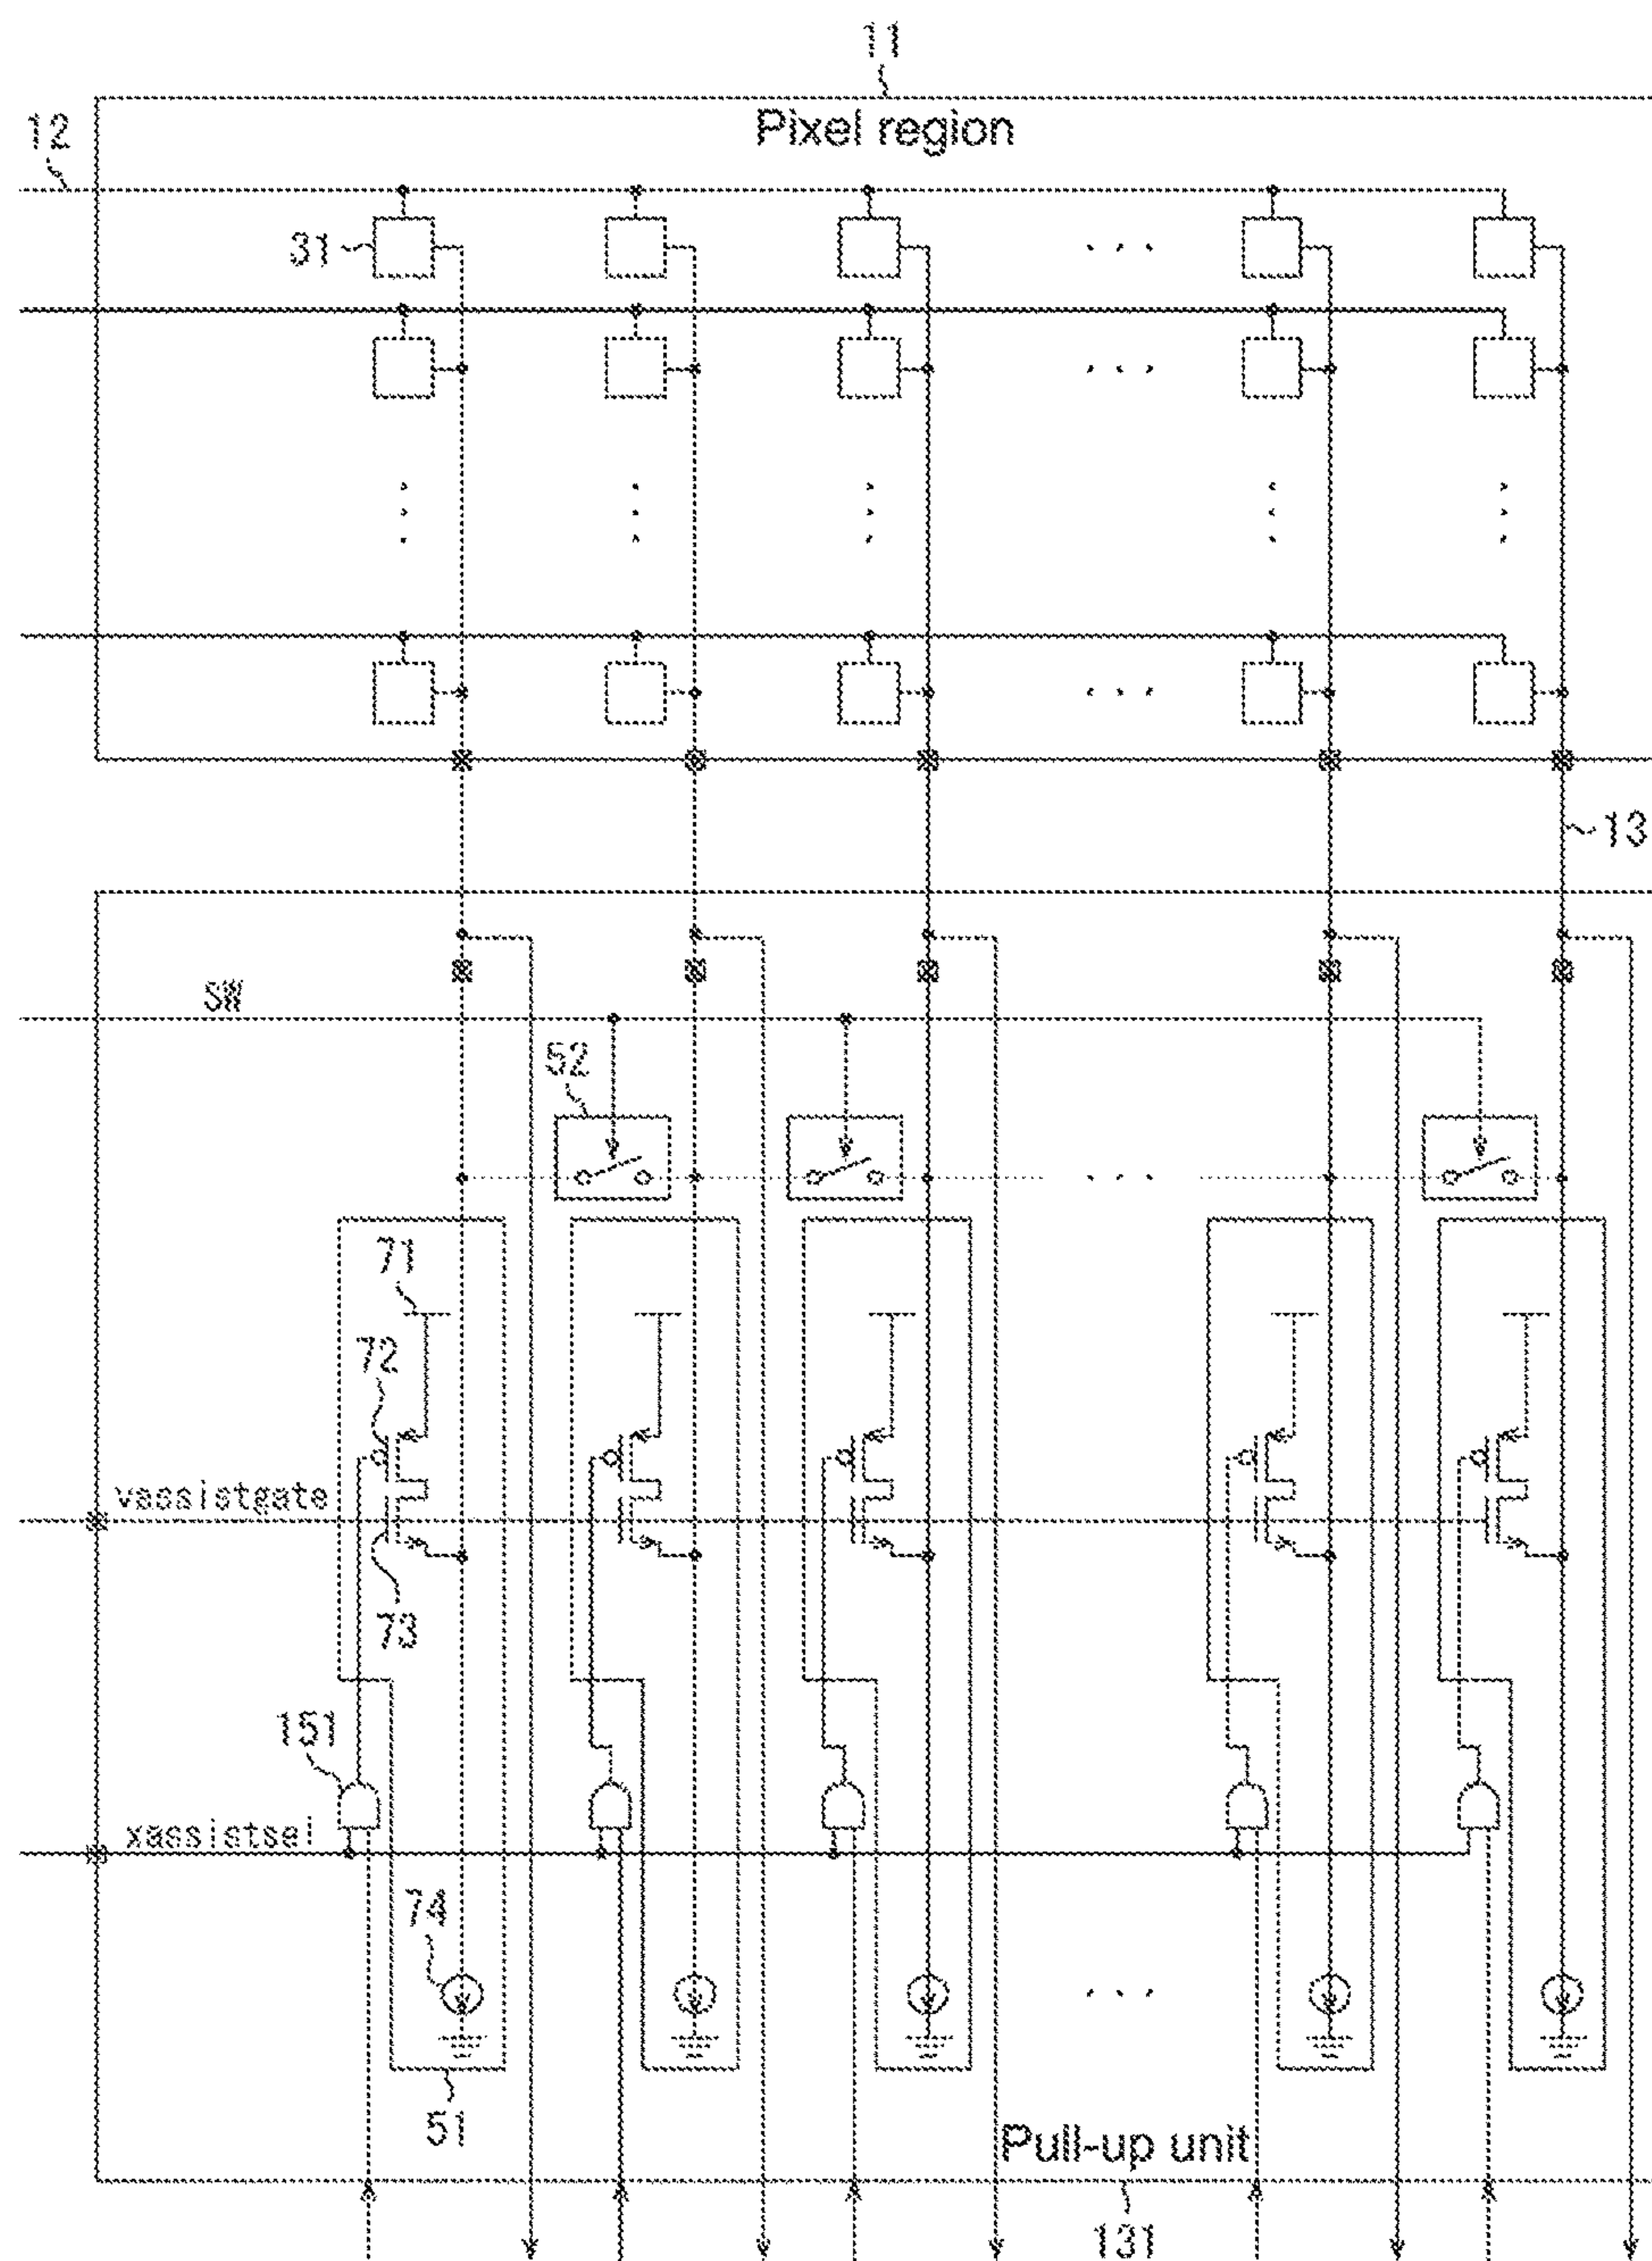 11
Pixel region
12
31
13
SW
52
71
72
vassistgate
73
151
xassistsel
74
51
Pull-up unit
131